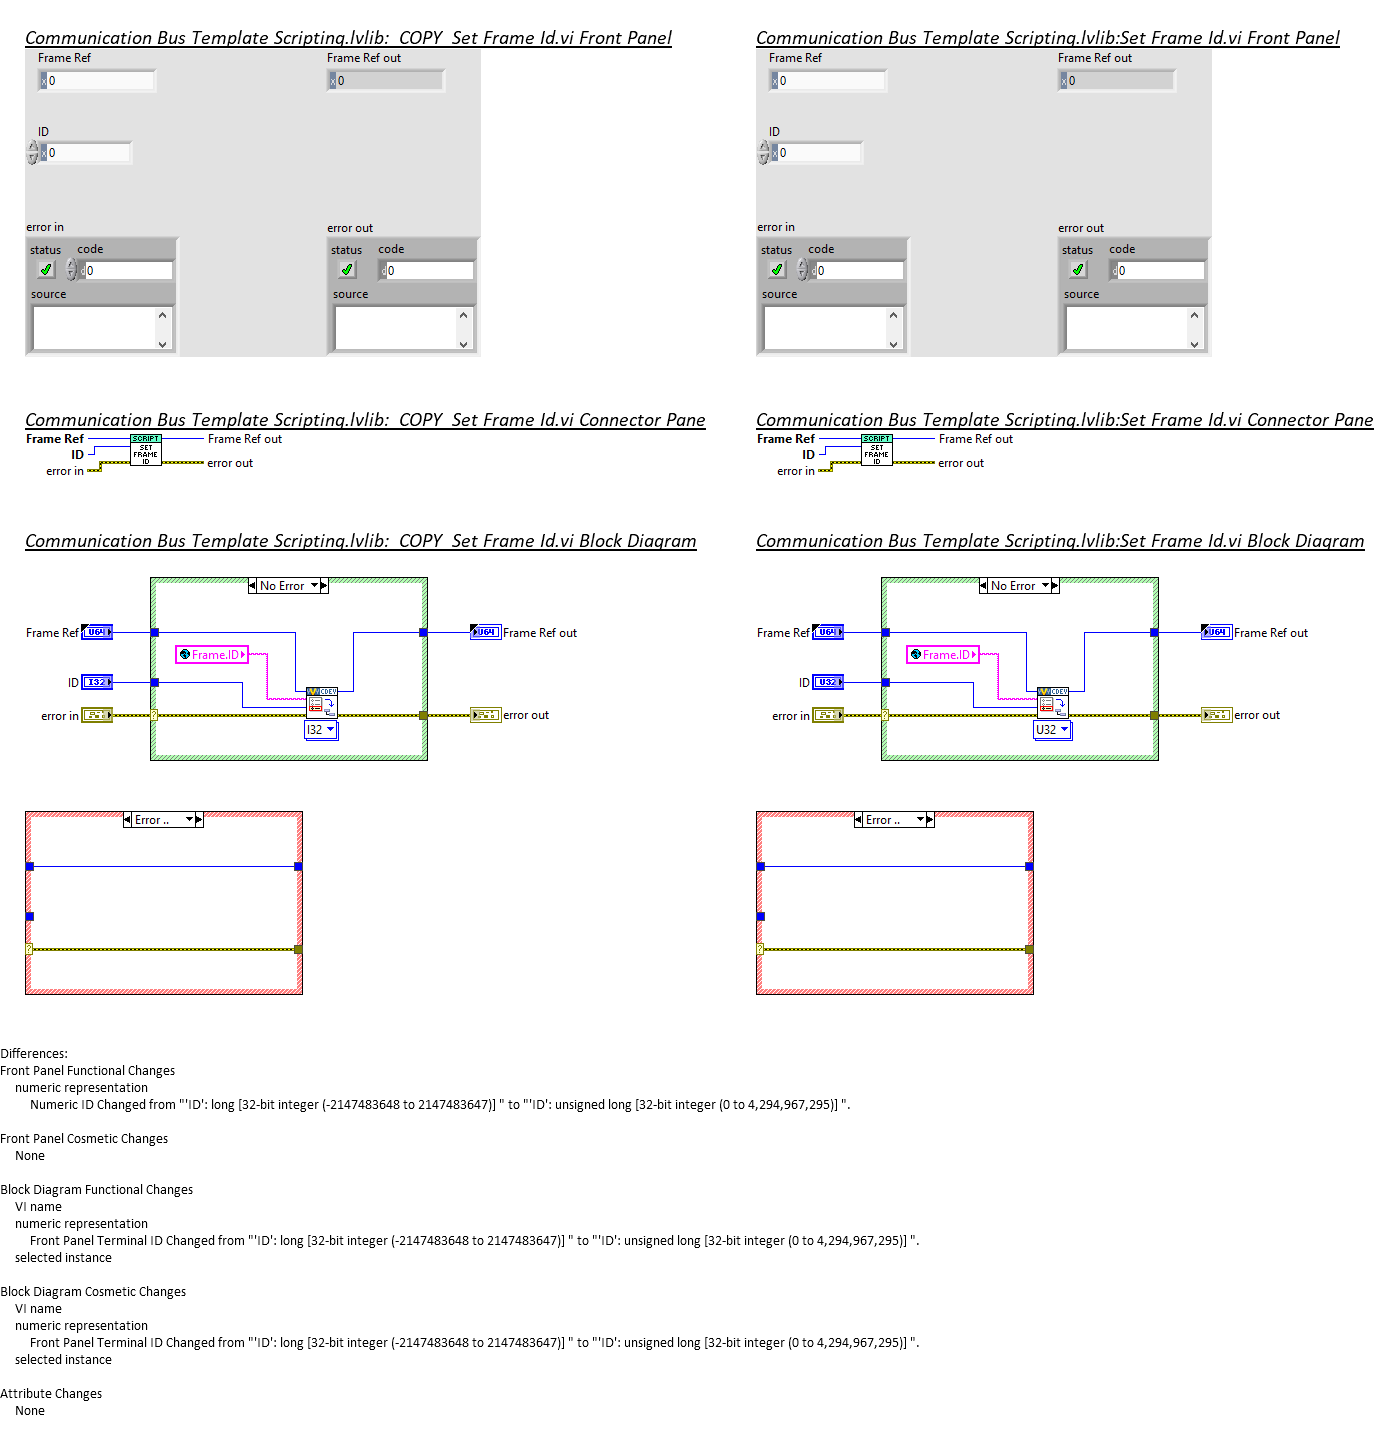 Communication Bus Template Scripting.lvlib:  COPY  Set Frame Id.vi Front Panel
Frame Ref
Frame Ref out
x 0
x 0
ID
x 0
error in
error out
status
code
status
code
d 0
d 0
source
source
Communication Bus Template Scripting.lvlib:Set Frame Id.vi Front Panel
Frame Ref
Frame Ref out
x 0
x 0
ID
x 0
error in
error out
status
code
status
code
d 0
d 0
source
source
Communication Bus Template Scripting.lvlib:  COPY  Set Frame Id.vi Connector Pane
Frame Ref
ID
error in
SCRIPT
SET
FRAME
ID
Frame Ref out
error out
Communication Bus Template Scripting.lvlib:Set Frame Id.vi Connector Pane
Frame Ref
ID
error in
SCRIPT
SET
FRAME
ID
Frame Ref out
error out
Communication Bus Template Scripting.lvlib:  COPY  Set Frame Id.vi Block Diagram
No Error
Frame Ref
U64
U64
Frame Ref out
Frame.ID
ID
I32
CDEV
error in
?
error out
I32
Error ..
?
Communication Bus Template Scripting.lvlib:Set Frame Id.vi Block Diagram
No Error
Frame Ref
U64
U64
Frame Ref out
Frame.ID
ID
U32
CDEV
error in
?
error out
U32
Error ..
?
Differences:
Front Panel Functional Changes
numeric representation
Numeric ID Changed from "'ID': long [32-bit integer (-2147483648 to 2147483647)] " to "'ID': unsigned long [32-bit integer (0 to 4,294,967,295)] ".
Front Panel Cosmetic Changes
None
Block Diagram Functional Changes
VI name
numeric representation
Front Panel Terminal ID Changed from "'ID': long [32-bit integer (-2147483648 to 2147483647)] " to "'ID': unsigned long [32-bit integer (0 to 4,294,967,295)] ".
selected instance
Block Diagram Cosmetic Changes
VI name
numeric representation
Front Panel Terminal ID Changed from "'ID': long [32-bit integer (-2147483648 to 2147483647)] " to "'ID': unsigned long [32-bit integer (0 to 4,294,967,295)] ".
selected instance
Attribute Changes
None